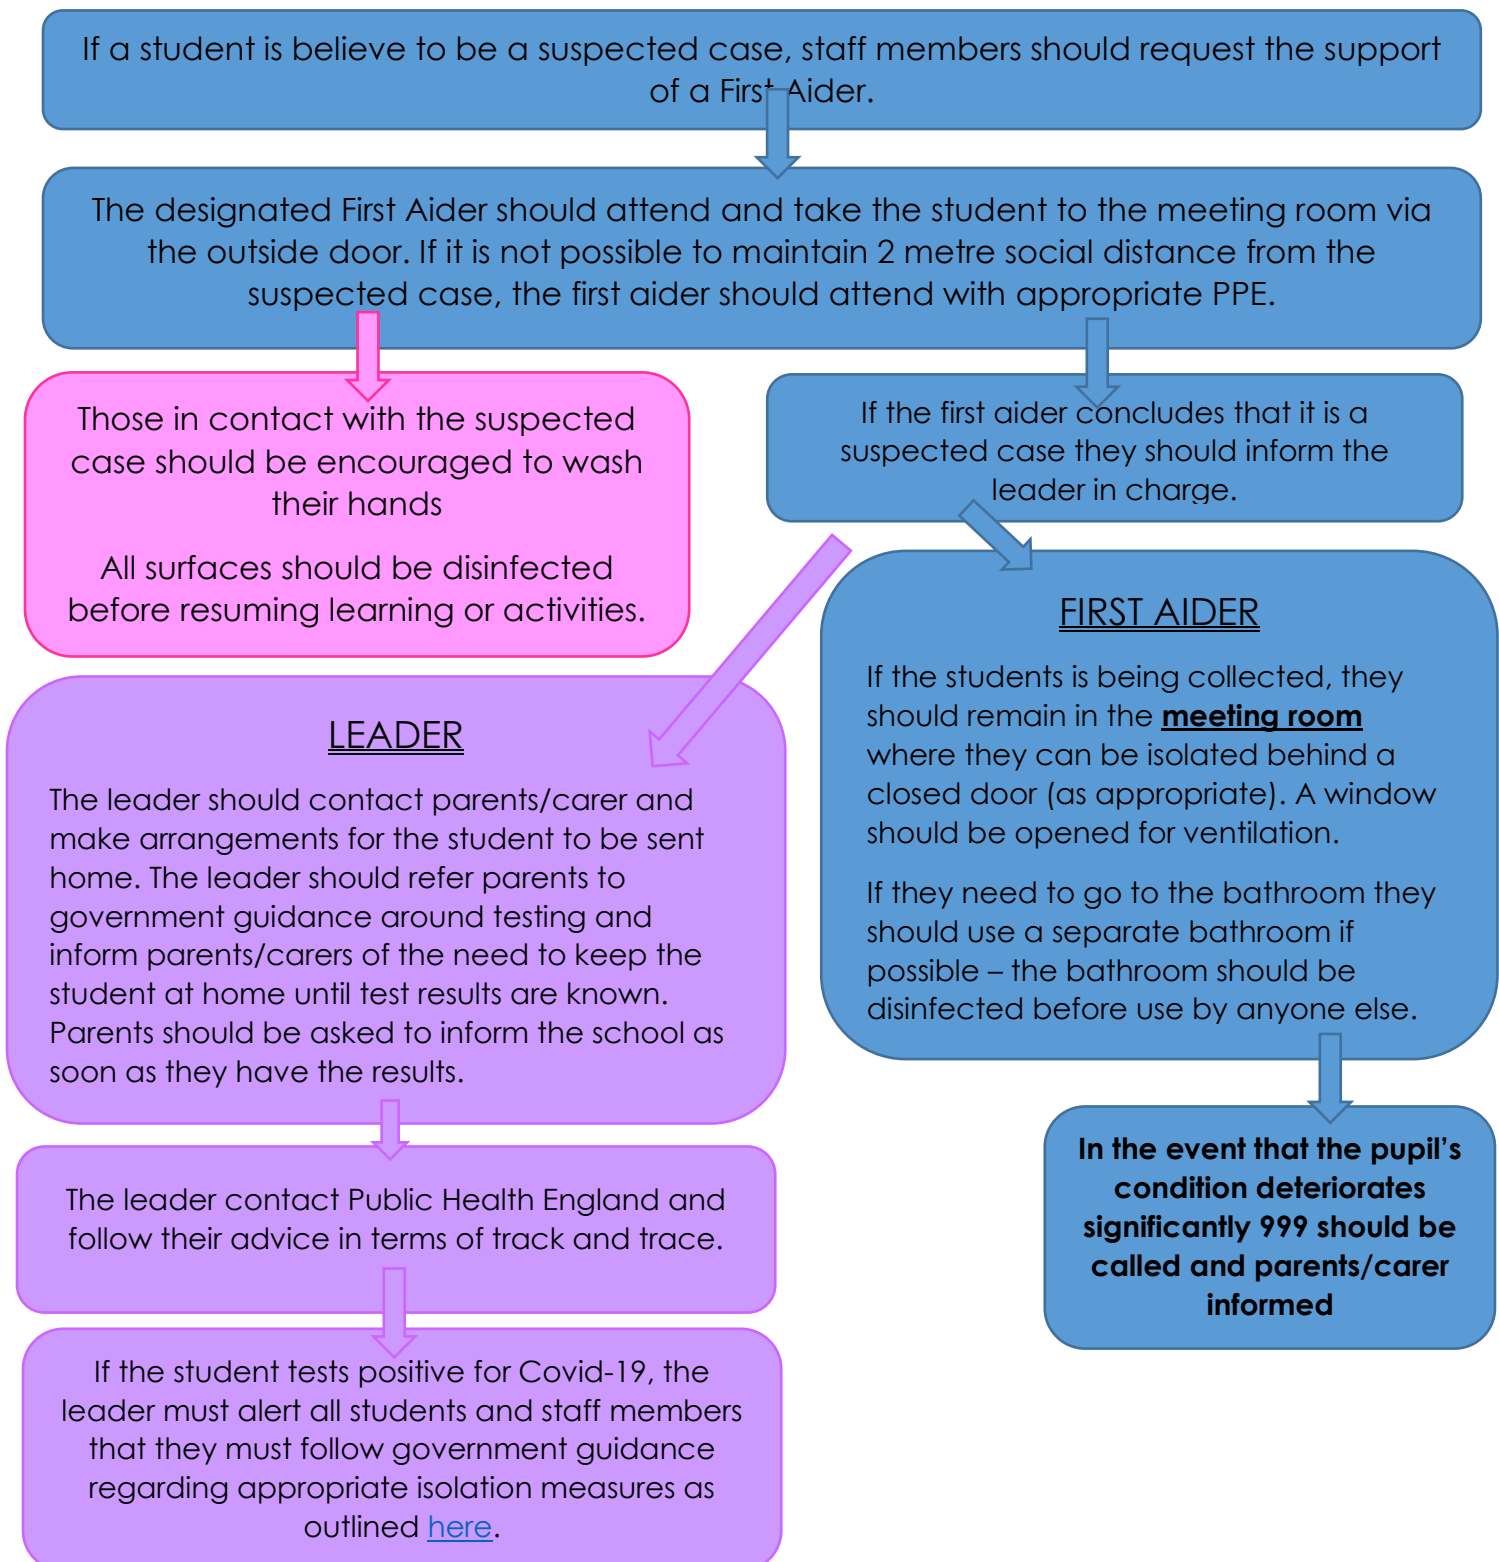 If a student is believe to be a suspected case, staff members should request the support
of a First Aider.
The designated First Aider should attend and take the student to the meeting room via
the outside door. If it is not possible to maintain 2 metre social distance from the
suspected case, the first aider should attend with appropriate PPE.
Those in contact with the suspected
case should be encouraged to wash
their hands
All surfaces should be disinfected
before resuming learning or activities.
If the first aider concludes that it is a
suspected case they should inform the
leader in charge.
FIRST AIDER
If the students is being collected, they
should remain in the meeting room
where they can be isolated behind a
closed door (as appropriate). A window
should be opened for ventilation.
If they need to go to the bathroom they
should use a separate bathroom if
possible – the bathroom should be
disinfected before use by anyone else.
In the event that the pupil’s
condition deteriorates
significantly 999 should be
called and parents/carer
informed
LEADER
The leader should contact parents/carer and
make arrangements for the student to be sent
home. The leader should refer parents to
government guidance around testing and
inform parents/carers of the need to keep the
student at home until test results are known.
Parents should be asked to inform the school as
soon as they have the results.
The leader contact Public Health England and
follow their advice in terms of track and trace.
If the student tests positive for Covid-19, the
leader must alert all students and staff members
that they must follow government guidance
regarding appropriate isolation measures as
outlined here.